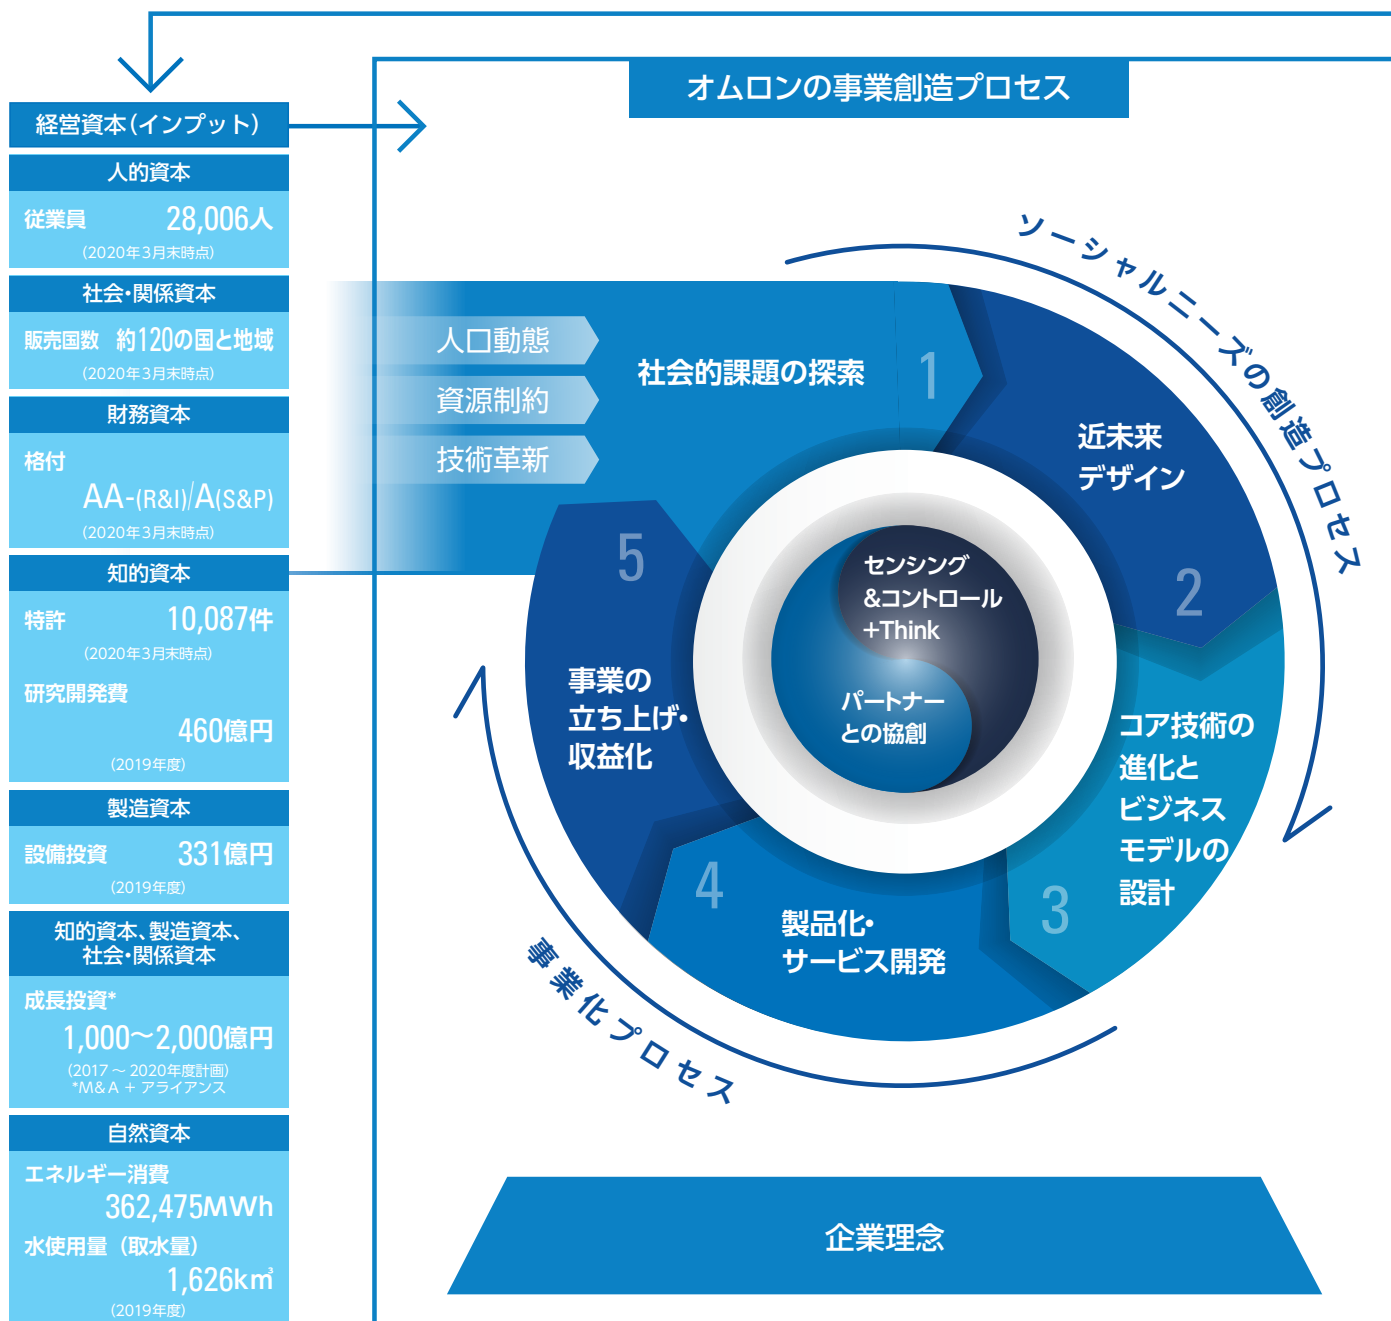 オムロンの事業創造プロセス
経営資本（インプット）
人的資本
従業員 28,006人
（2020年3月末時点）
社会・関係資本
販売国数 約120の国と地域
（2020年3月末時点）
財務資本
格付
AA-(R&I)/A(S&P)
（2020年3月末時点）
知的資本
特許 10,087件
（2020年3月末時点）
研究開発費
460億円
（2019年度）
製造資本
設備投資 331億円
（2019年度）
知的資本、製造資本、
社会・関係資本
成長投資*
1,000～2,000億円
（2017 ～ 2020年度計画）
*M&A + アライアンス
自然資本
エネルギー消費
362,475MWh
水使用量（取水量）
1,626km³
（2019年度）
人口動態
資源制約
技術革新
社会的課題の探索
1
近未来
デザイン
2
コア技術の
進化と
ビジネス
モデルの
設計
3
製品化・
サービス開発
4
事業の
立ち上げ・
収益化
5
センシング
&コントロール
+Think
パートナー
との協創
ソーシャルニーズの創造プロセス
事業化プロセス
企業理念